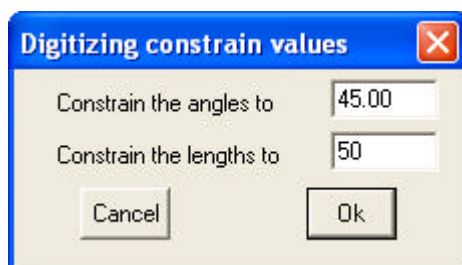 Digitizing constrain values
Constrain the angles to 45.00
Constrain the lengths to 50
Cancel Ok